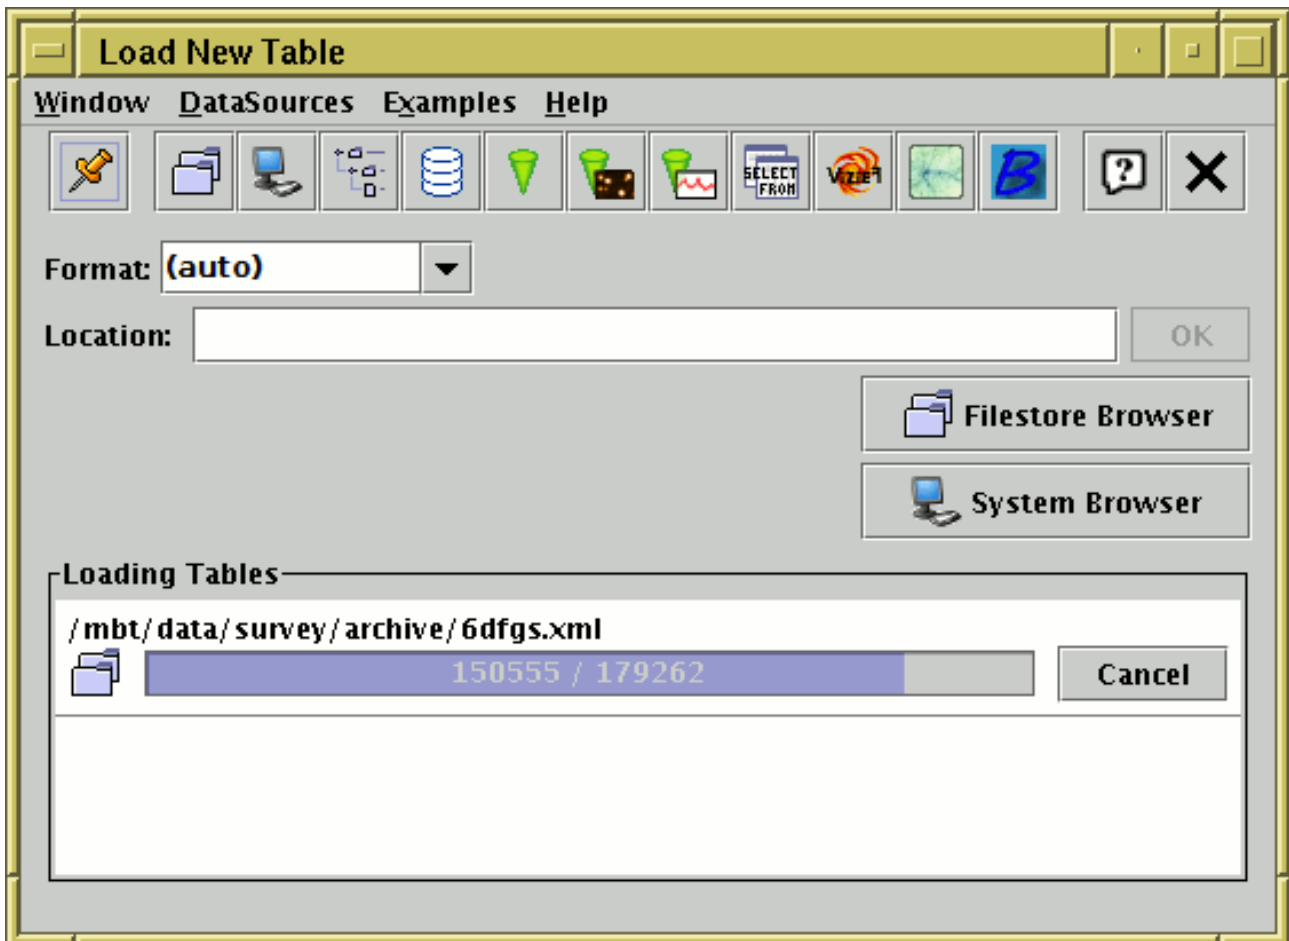 Load New Table
Window DataSources Examples Help
SELECT
FROM
VizieR
B
?
Format: (auto)
Location:
OK
Filestore Browser
System Browser
Loading Tables
/mbt/data/survey/archive/6dfgs.xml
150555 / 179262
Cancel